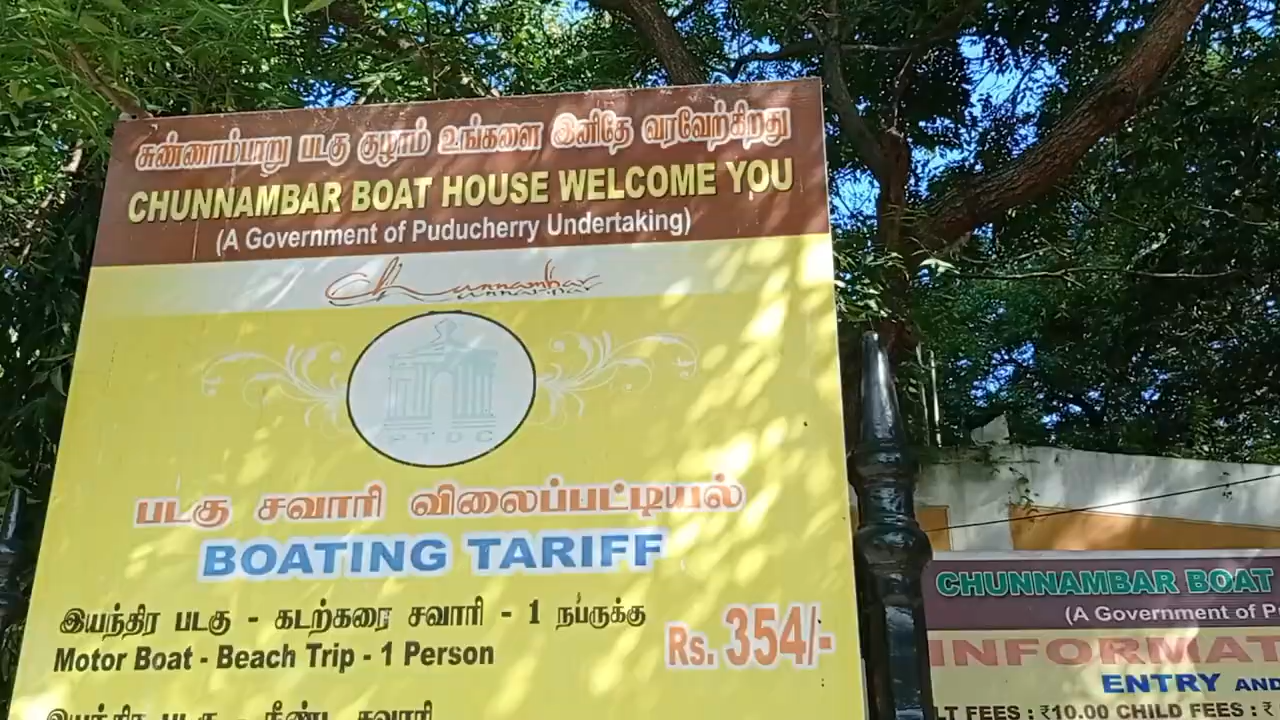 சுண்ணாம்பாறு படகு குழாம் உங்களை இனிதே வரவேற்கிறது
CHUNNAMBAR BOAT HOUSE WELCOME YOU
(A Government of Puducherry Undertaking)
Chunnambar
PTDC
படகு சவாரி விலைப்பட்டியல்
BOATING TARIFF
இயந்திர படகு - கடற்கரை சவாரி - 1 நபருக்கு
Motor Boat - Beach Trip - 1 Person
Rs. 354/-
CHUNNAMBAR BOAT
(A Government of P
INFORMAT
ENTRY AND
LT FEES : ₹10.00 CHILD FEES : ₹